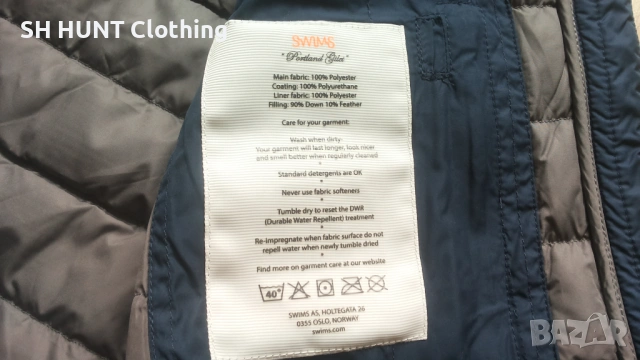 SH HUNT Clothing
SWIMS
"Portland Gilet"
Main fabric: 100% Polyester
Coating: 100% Polyurethane
Liner fabric: 100% Polyester
Filling: 90% Down 10% Feather
Care for your garment:
Wash when dirty-
Your garment will last longer, look nicer
and smell better when regularly cleaned
Standard detergents are OK
Never use fabric softeners
Tumble dry to reset the DWR
(Durable Water Repellent) treatment
Re-impregnate when fabric surface do not
repell water when newly tumble dried
Find more on garment care at our website
40°
SWIMS AS, HOLTEGATA 26
0355 OSLO, NORWAY
swims.com
BAZAR
bg